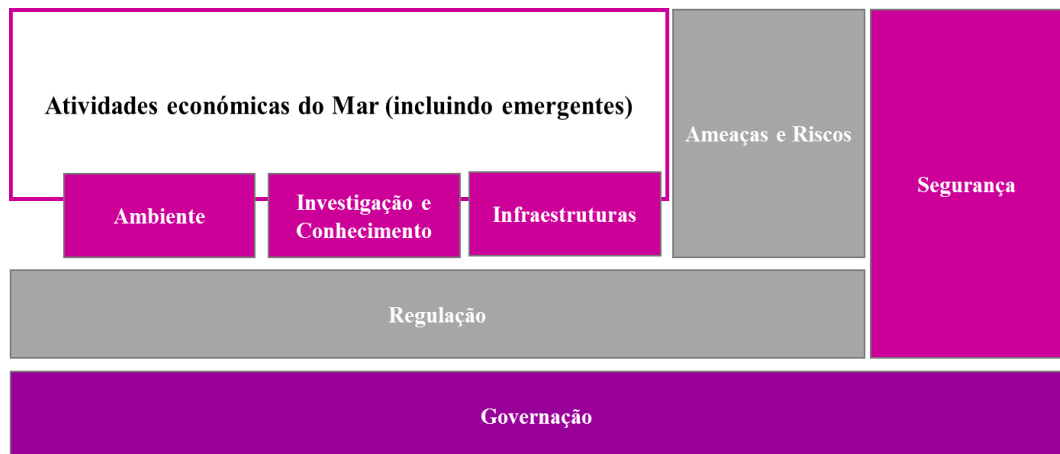 Atividades económicas do Mar (incluindo emergentes)
Ameaças e Riscos
Segurança
Ambiente
Investigação e
Conhecimento
Infraestruturas
Regulação
Governação